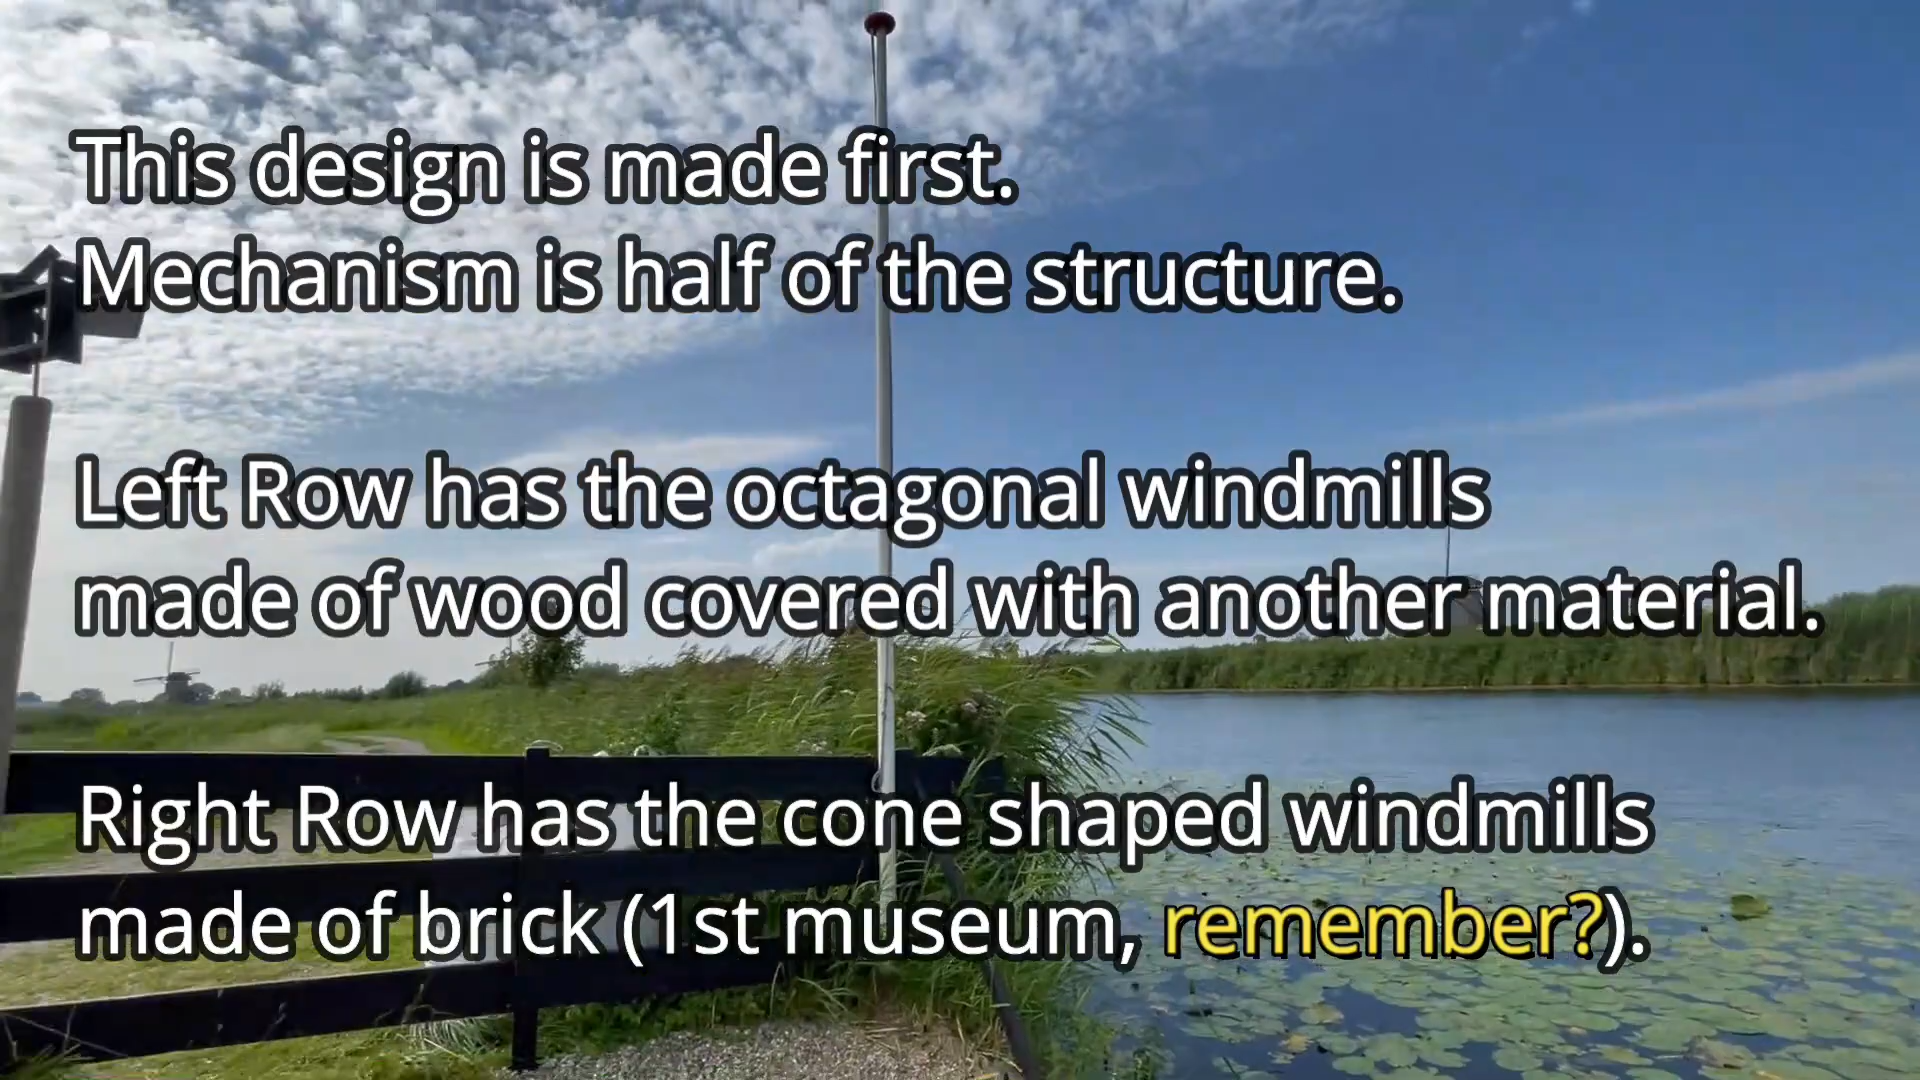 This design is made first.
Mechanism is half of the structure.
Left Row has the octagonal windmills
made of wood covered with another material.
Right Row has the cone shaped windmills
made of brick (1st museum, remember?).